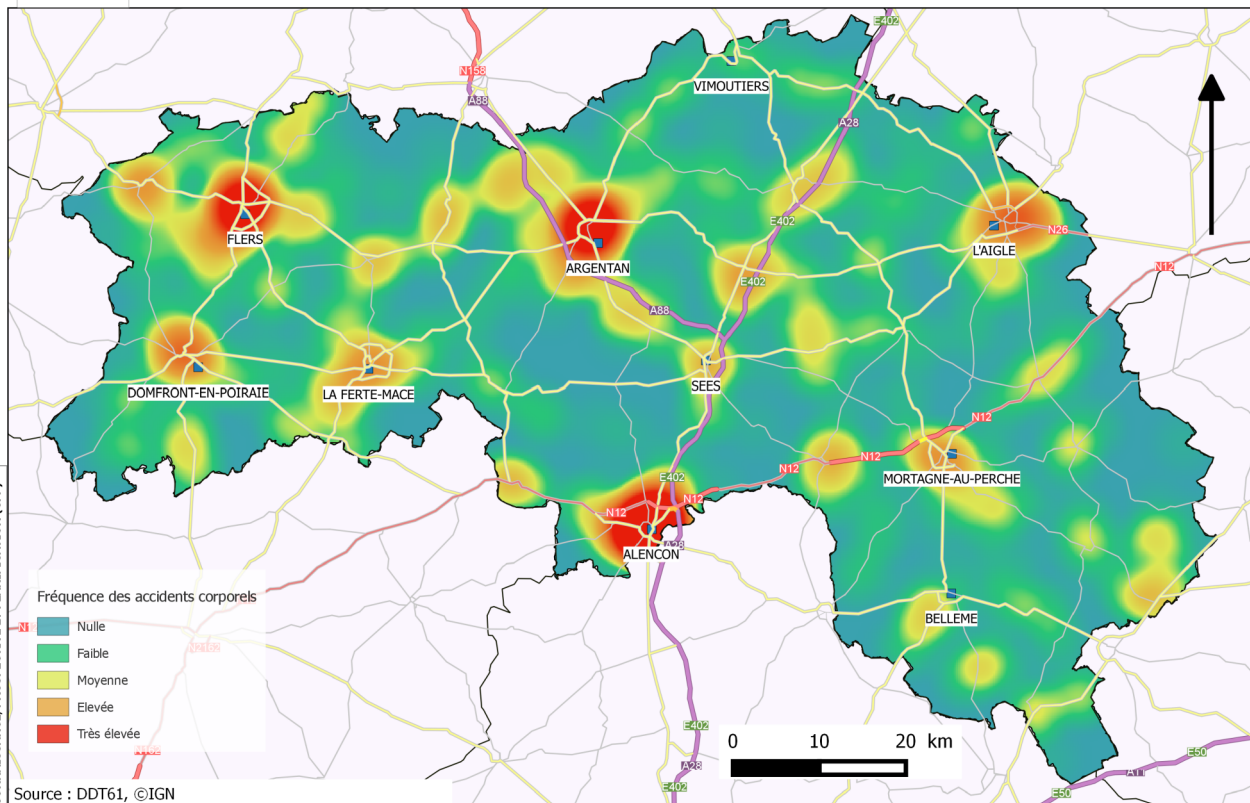 E402
N158
VIMOUTIERS
A88
A28
E402
FLERS
L'AIGLE
N26
ARGENTAN
N12
E402
A88
SEES
DOMFRONT-EN-POIRAIE
LA FERTE-MACE
N12
N12
N12
MORTAGNE-AU-PERCHE
E402
N12
N12
ALENCON
A28
BELLEME
Fréquence des accidents corporels
Nulle
Faible
Moyenne
Elevée
Très élevée
N162
E402
A28
E402
0 10 20 km
E50
A11
E50
Source : DDT61, ©IGN